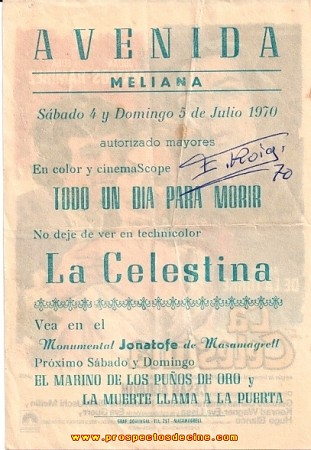 AVENIDA
MELIANA
Sábado 4 y Domingo 5 de Julio 1970
autorizado mayores
En color y cinemaScope
E. Roig.
70
TODO UN DIA PARA MORIR
No deje de ver en technicolor
La Celestina
Vea en el
Monumental Jonatofe de Masamagrell
Próximo Sábado y Domingo
EL MARINO DE LOS PUÑOS DE ORO y
LA MUERTE LLAMA A LA PUERTA
www.prospectosdecine.com